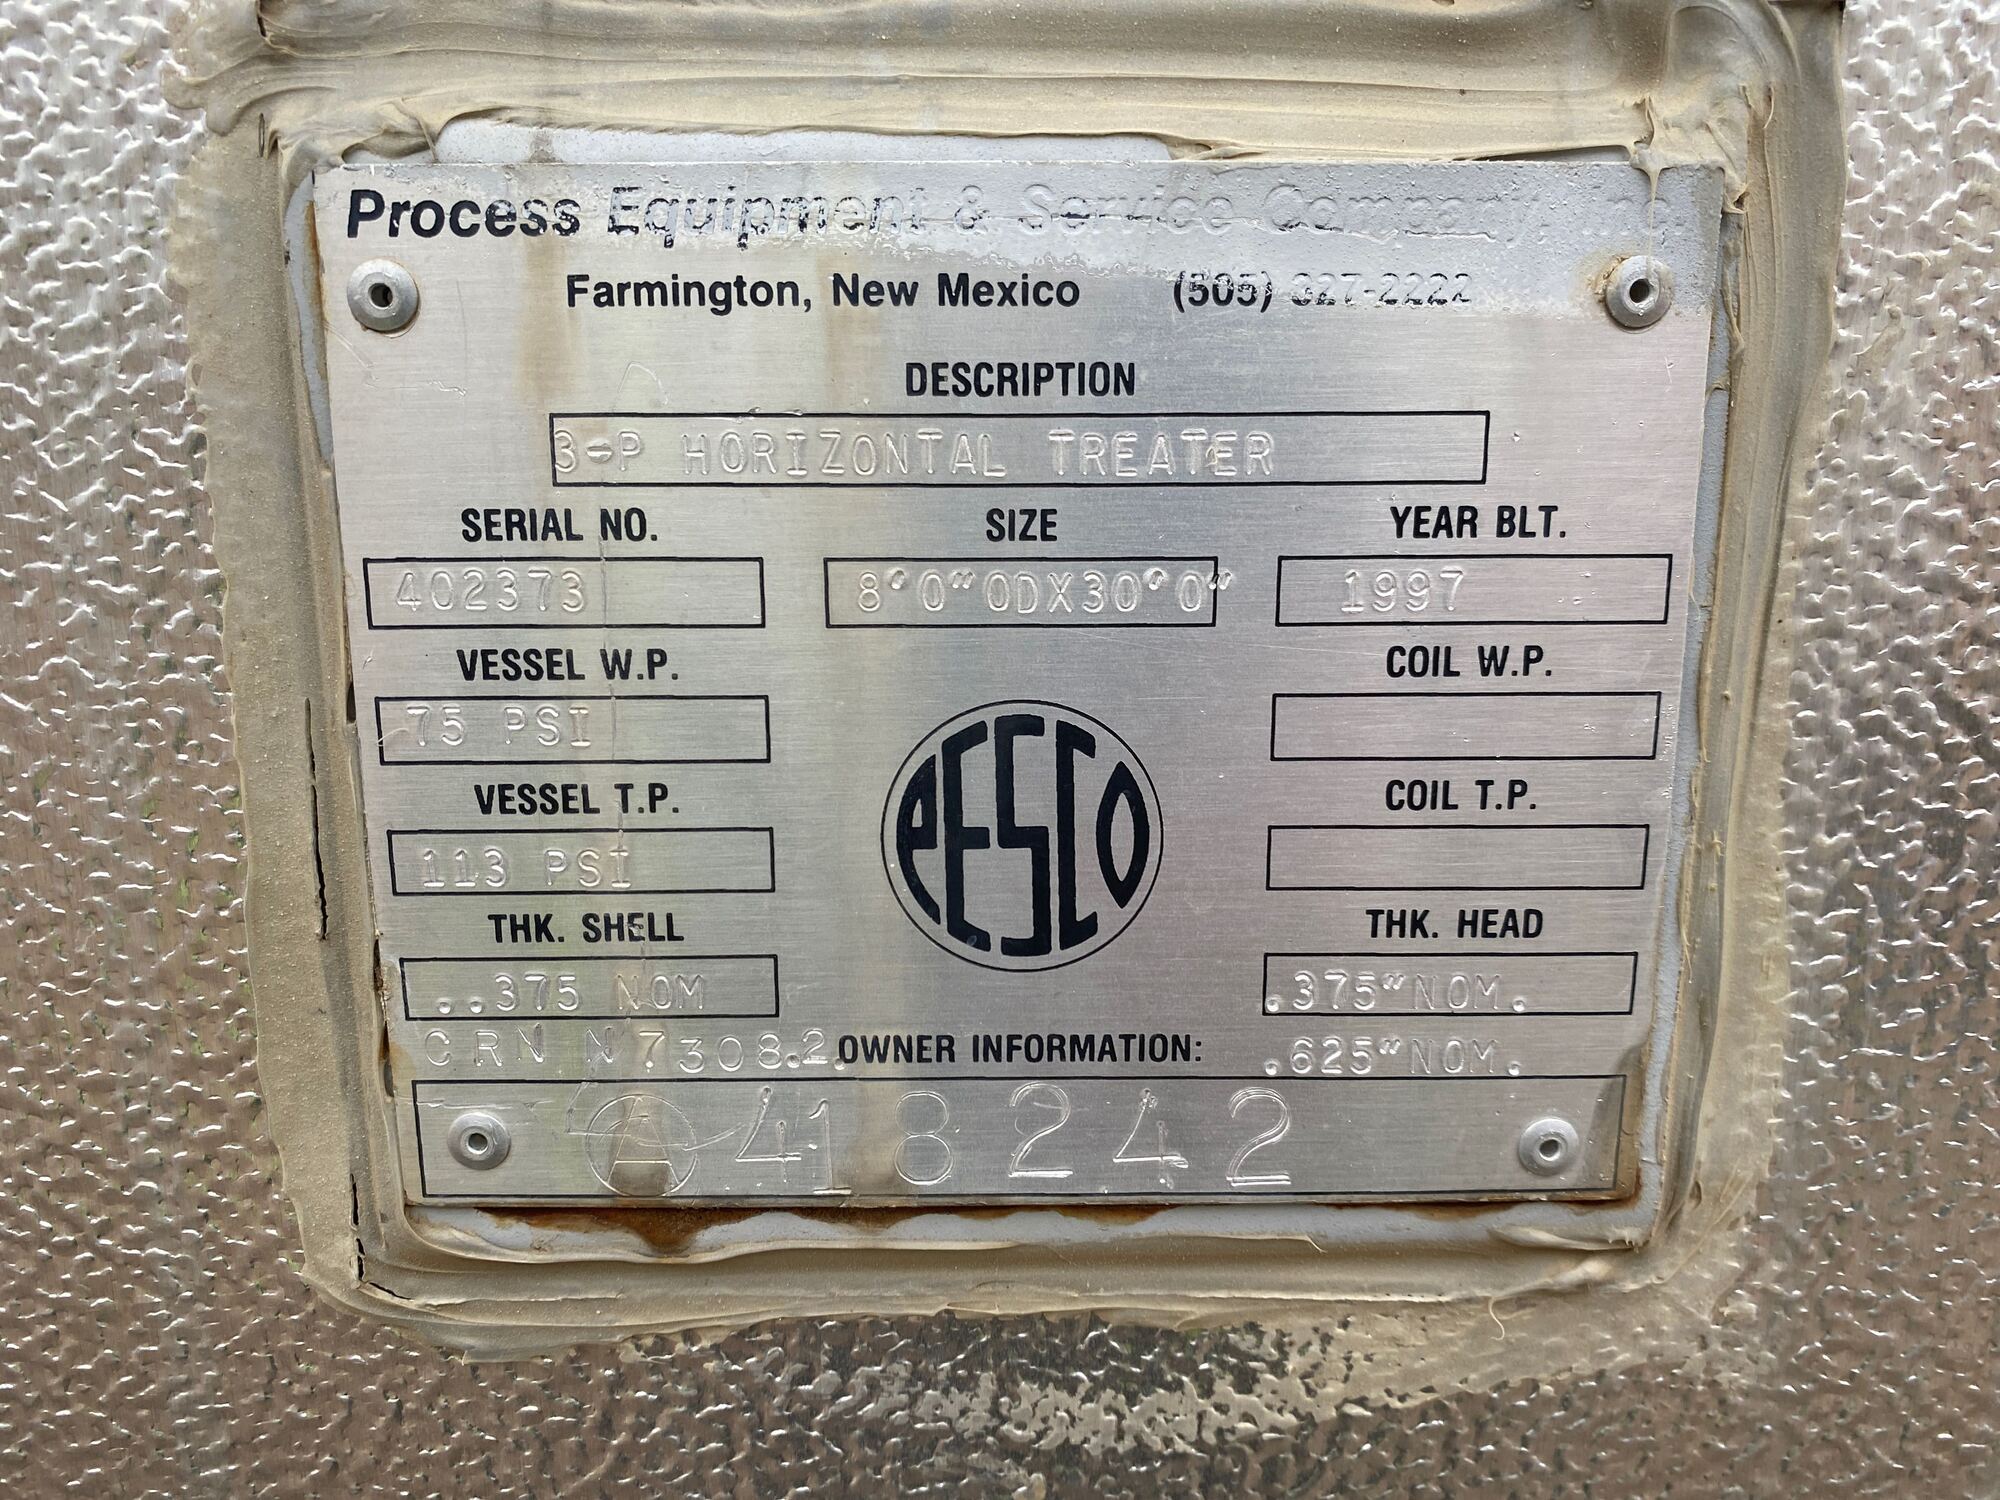 Process Equipment & Service Company, Inc.
Farmington, New Mexico (505) 327-2222
DESCRIPTION
3-P HORIZONTAL TREATER
SERIAL NO. SIZE YEAR BLT.
402373 8'0"ODX30'0" 1997
VESSEL W.P. COIL W.P.
75 PSI
PESCO
VESSEL T.P. COIL T.P.
113 PSI
THK. SHELL THK. HEAD
..375 NOM .375"NOM.
CRN N7308.2. OWNER INFORMATION: .625"NOM.
A 418242